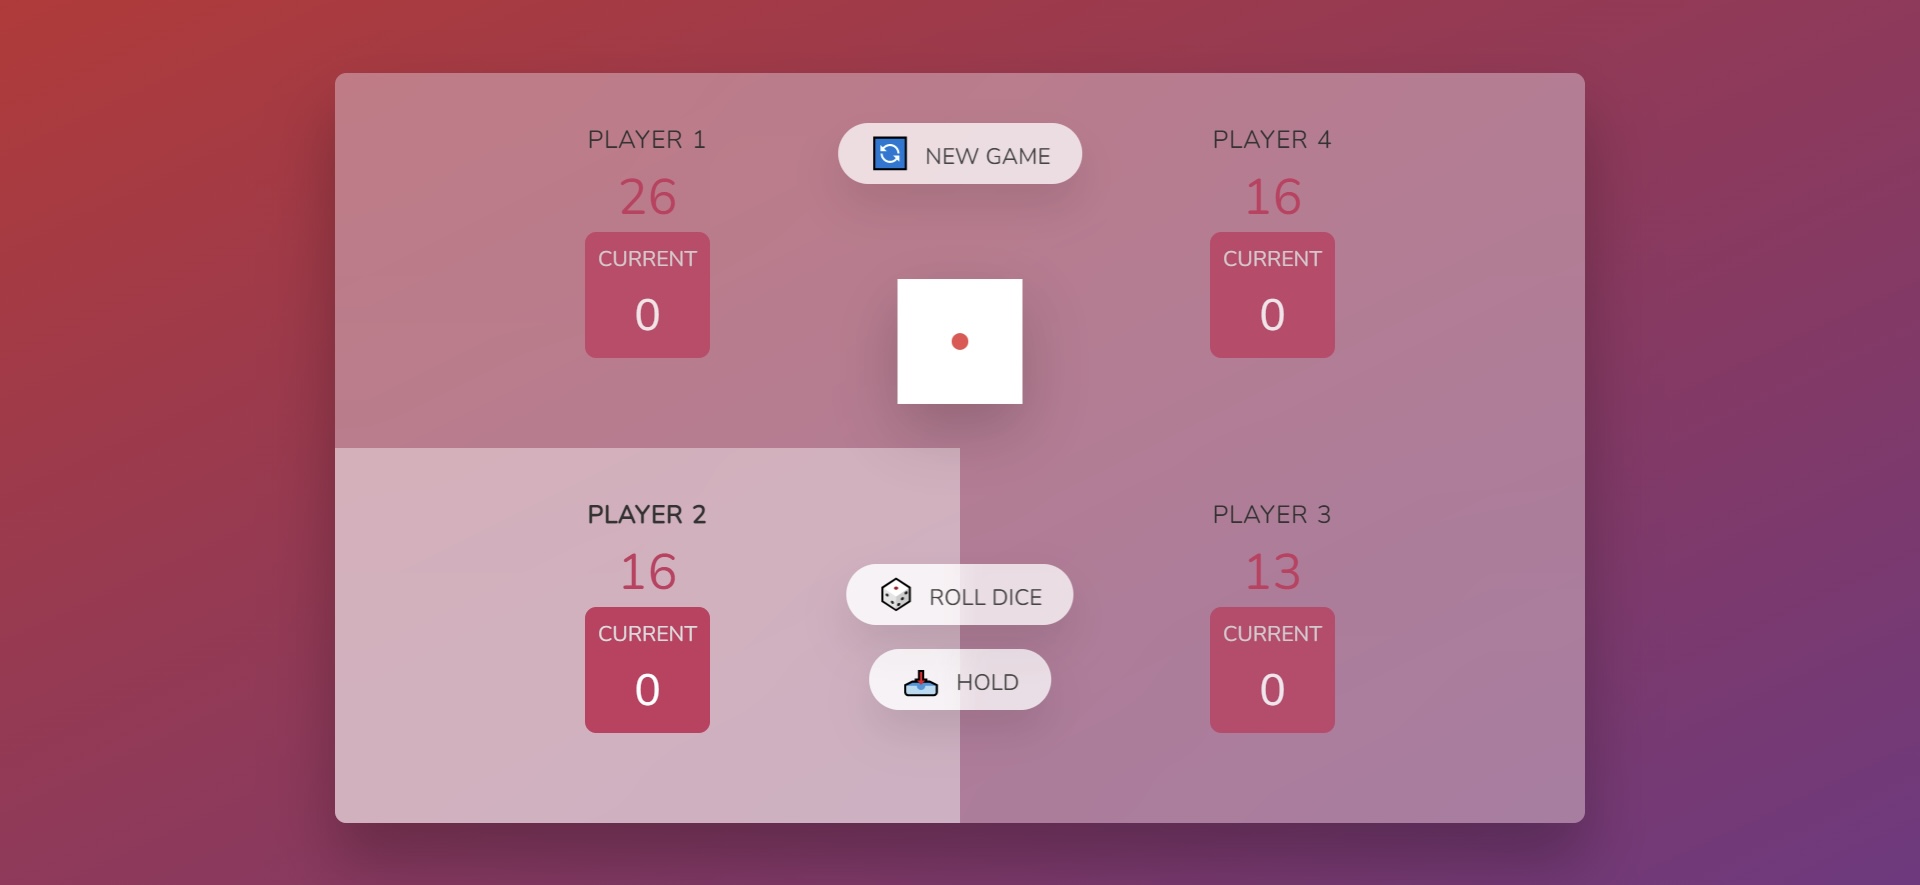 PLAYER 1
26
CURRENT
0
NEW GAME
PLAYER 4
16
CURRENT
0
PLAYER 2
16
CURRENT
0
ROLL DICE
HOLD
PLAYER 3
13
CURRENT
0